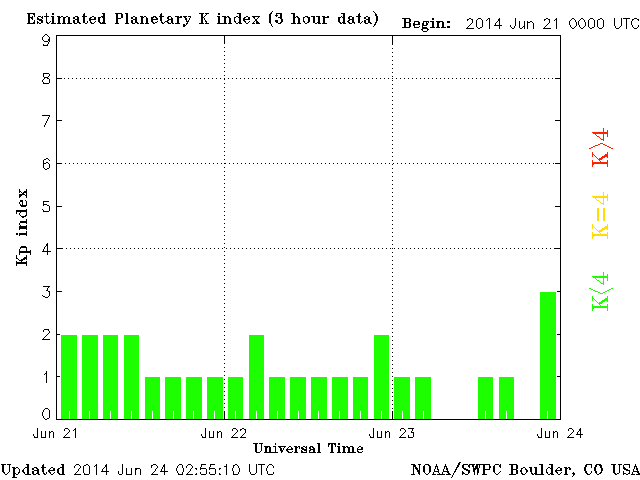 Estimated Planetary K index (3 hour data) Begin: 2014 Jun 21 0000 UTC
9
8
7
6
5
4
3
2
1
0
Kp index
K>4
K=4
K<4
Jun 21 Jun 22 Jun 23 Jun 24
Universal Time
Updated 2014 Jun 24 02:55:10 UTC NOAA/SWPC Boulder, CO USA